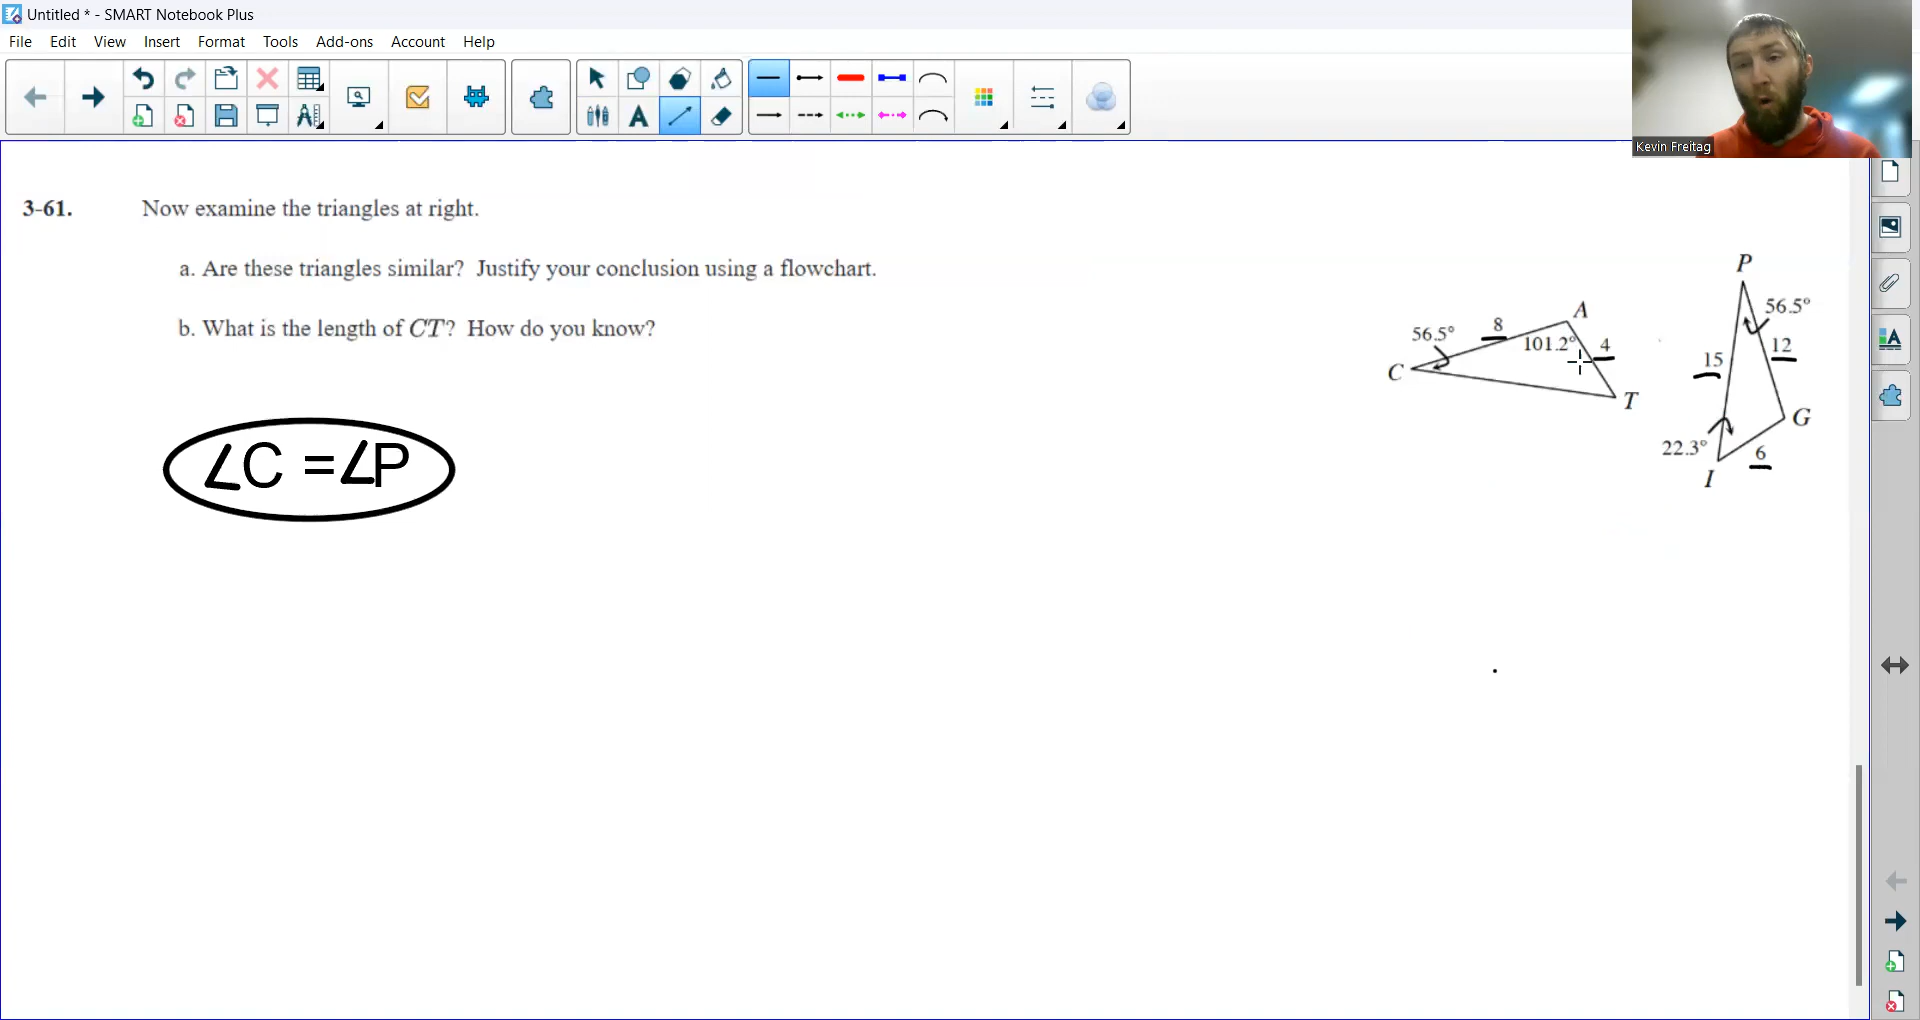 Untitled * - SMART Notebook Plus
File Edit View Insert Format Tools Add-ons Account Help
A
Kevin Freitag
3-61. Now examine the triangles at right.
a. Are these triangles similar? Justify your conclusion using a flowchart.
b. What is the length of CT? How do you know?
∠C = ∠P
56.5° 8 A
101.2° 4
C
T
P
56.5°
15 12
G
22.3° 6
I
A